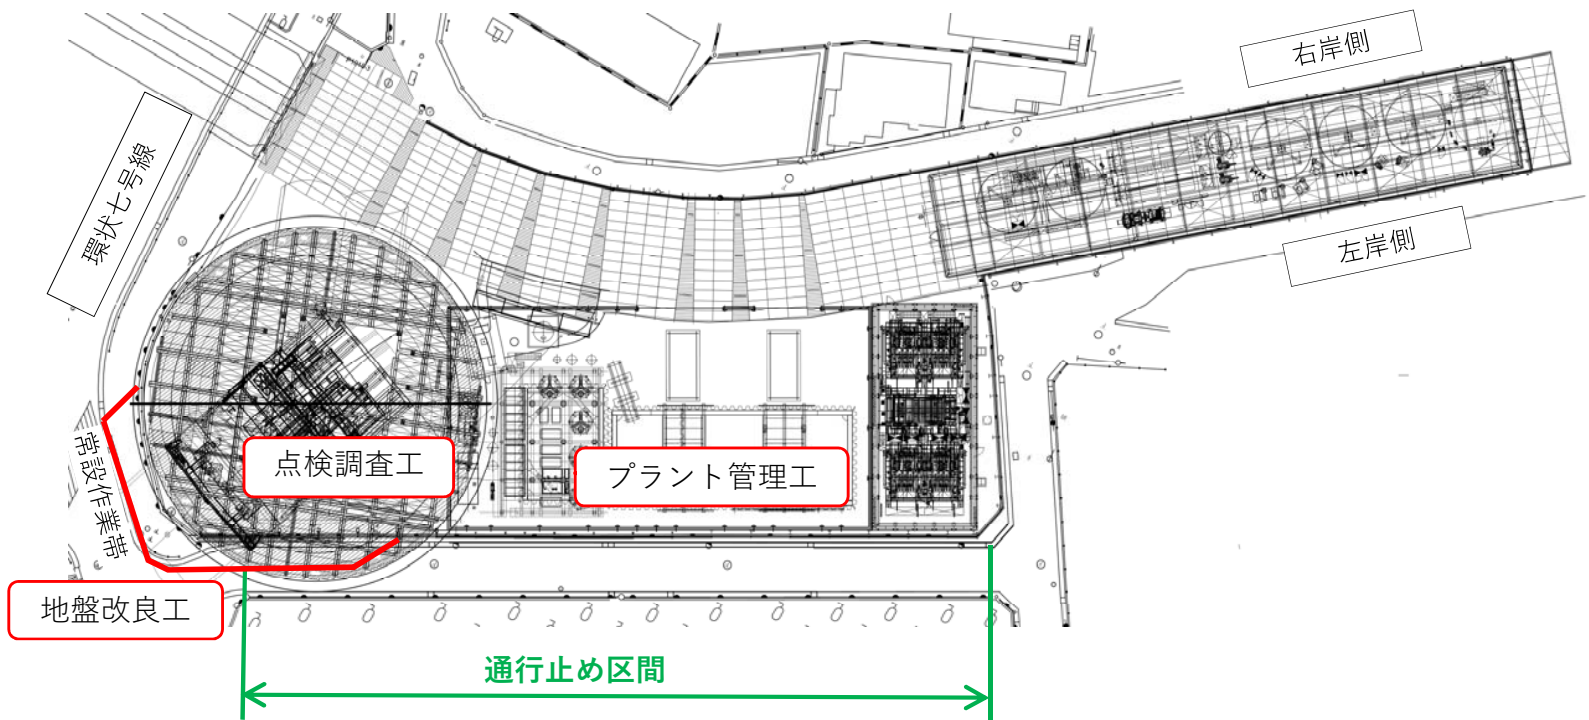 右岸側
環状七号線
左岸側
点検調査工
プラント管理工
常設作業帯
地盤改良工
通行止め区間